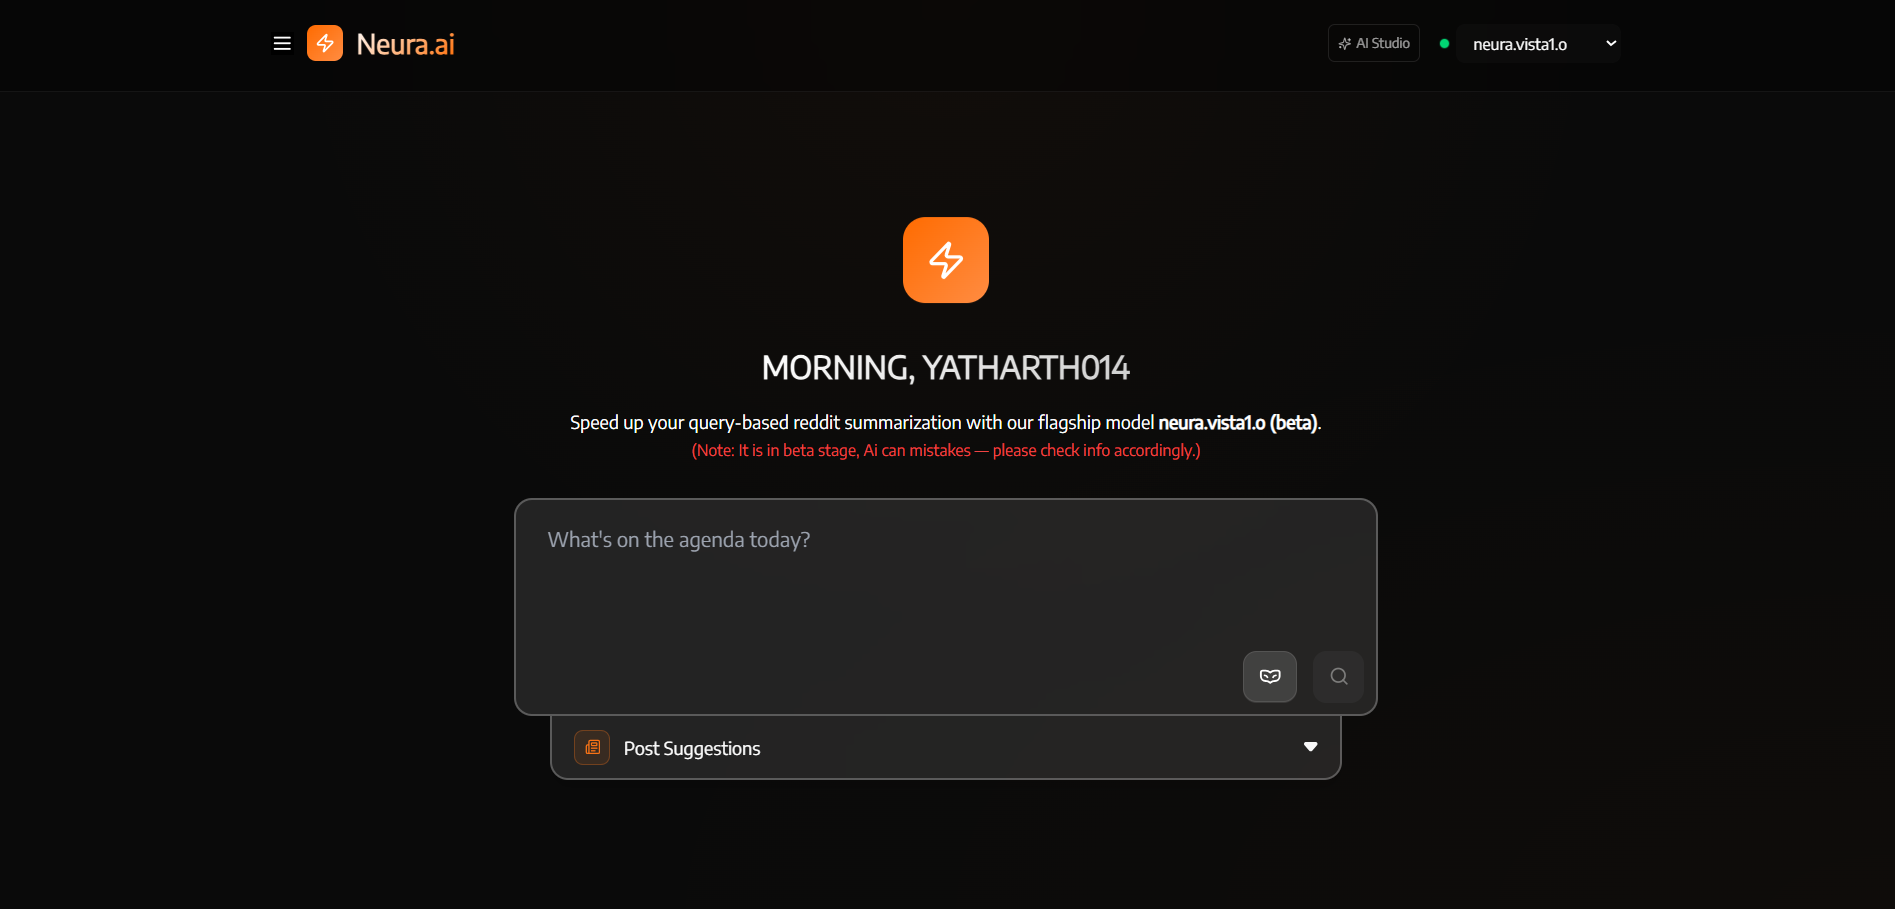 Neura.ai
AI Studio
neura.vista1.o
MORNING, YATHARTH014
Speed up your query-based reddit summarization with our flagship model neura.vista1.o (beta).
(Note: It is in beta stage, Ai can mistakes — please check info accordingly.)
What's on the agenda today?
Post Suggestions